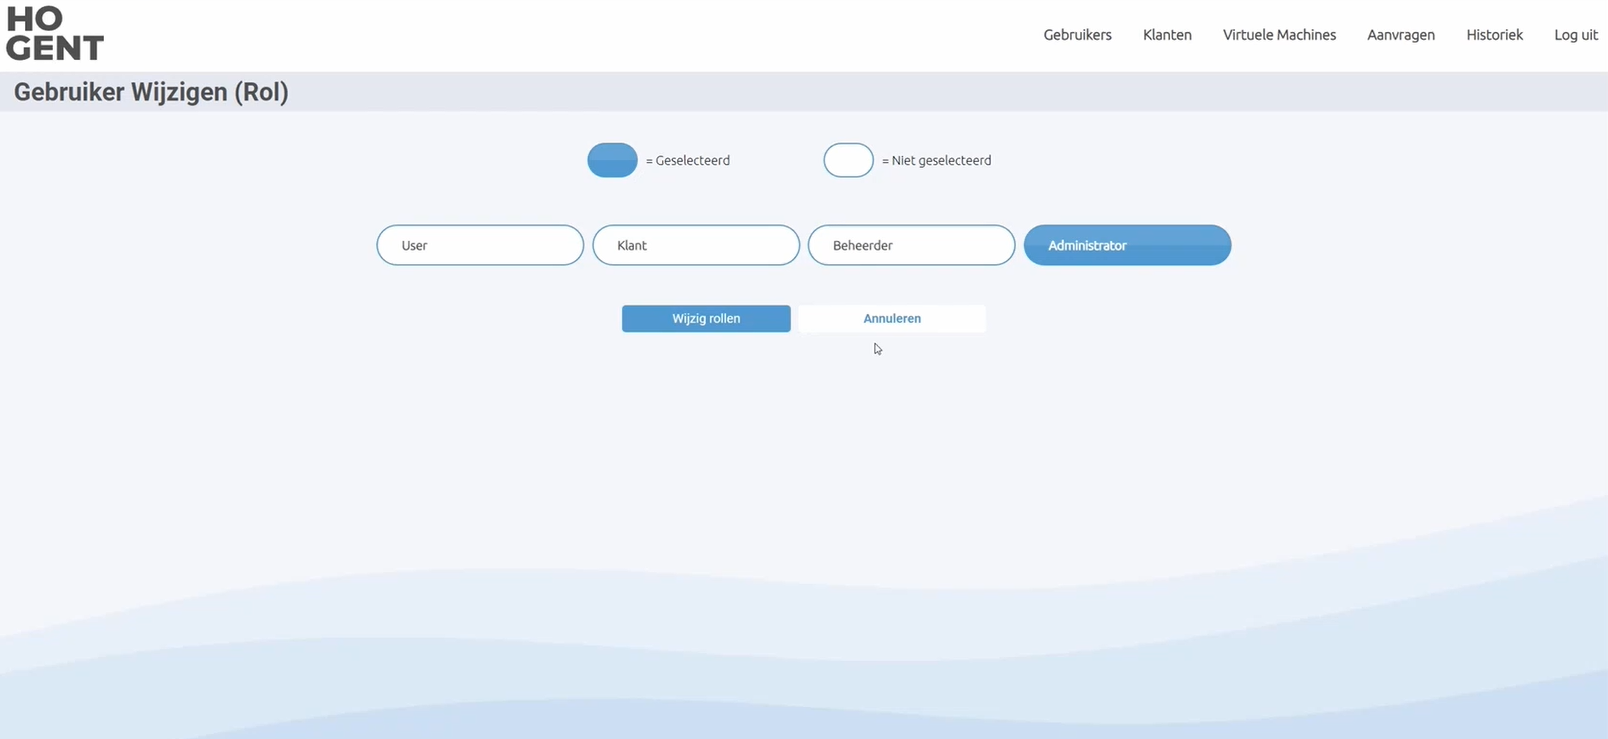 HO
GENT
Gebruikers Klanten Virtuele Machines Aanvragen Historiek Log uit
Gebruiker Wijzigen (Rol)
= Geselecteerd = Niet geselecteerd
User Klant Beheerder Administrator
Wijzig rollen Annuleren